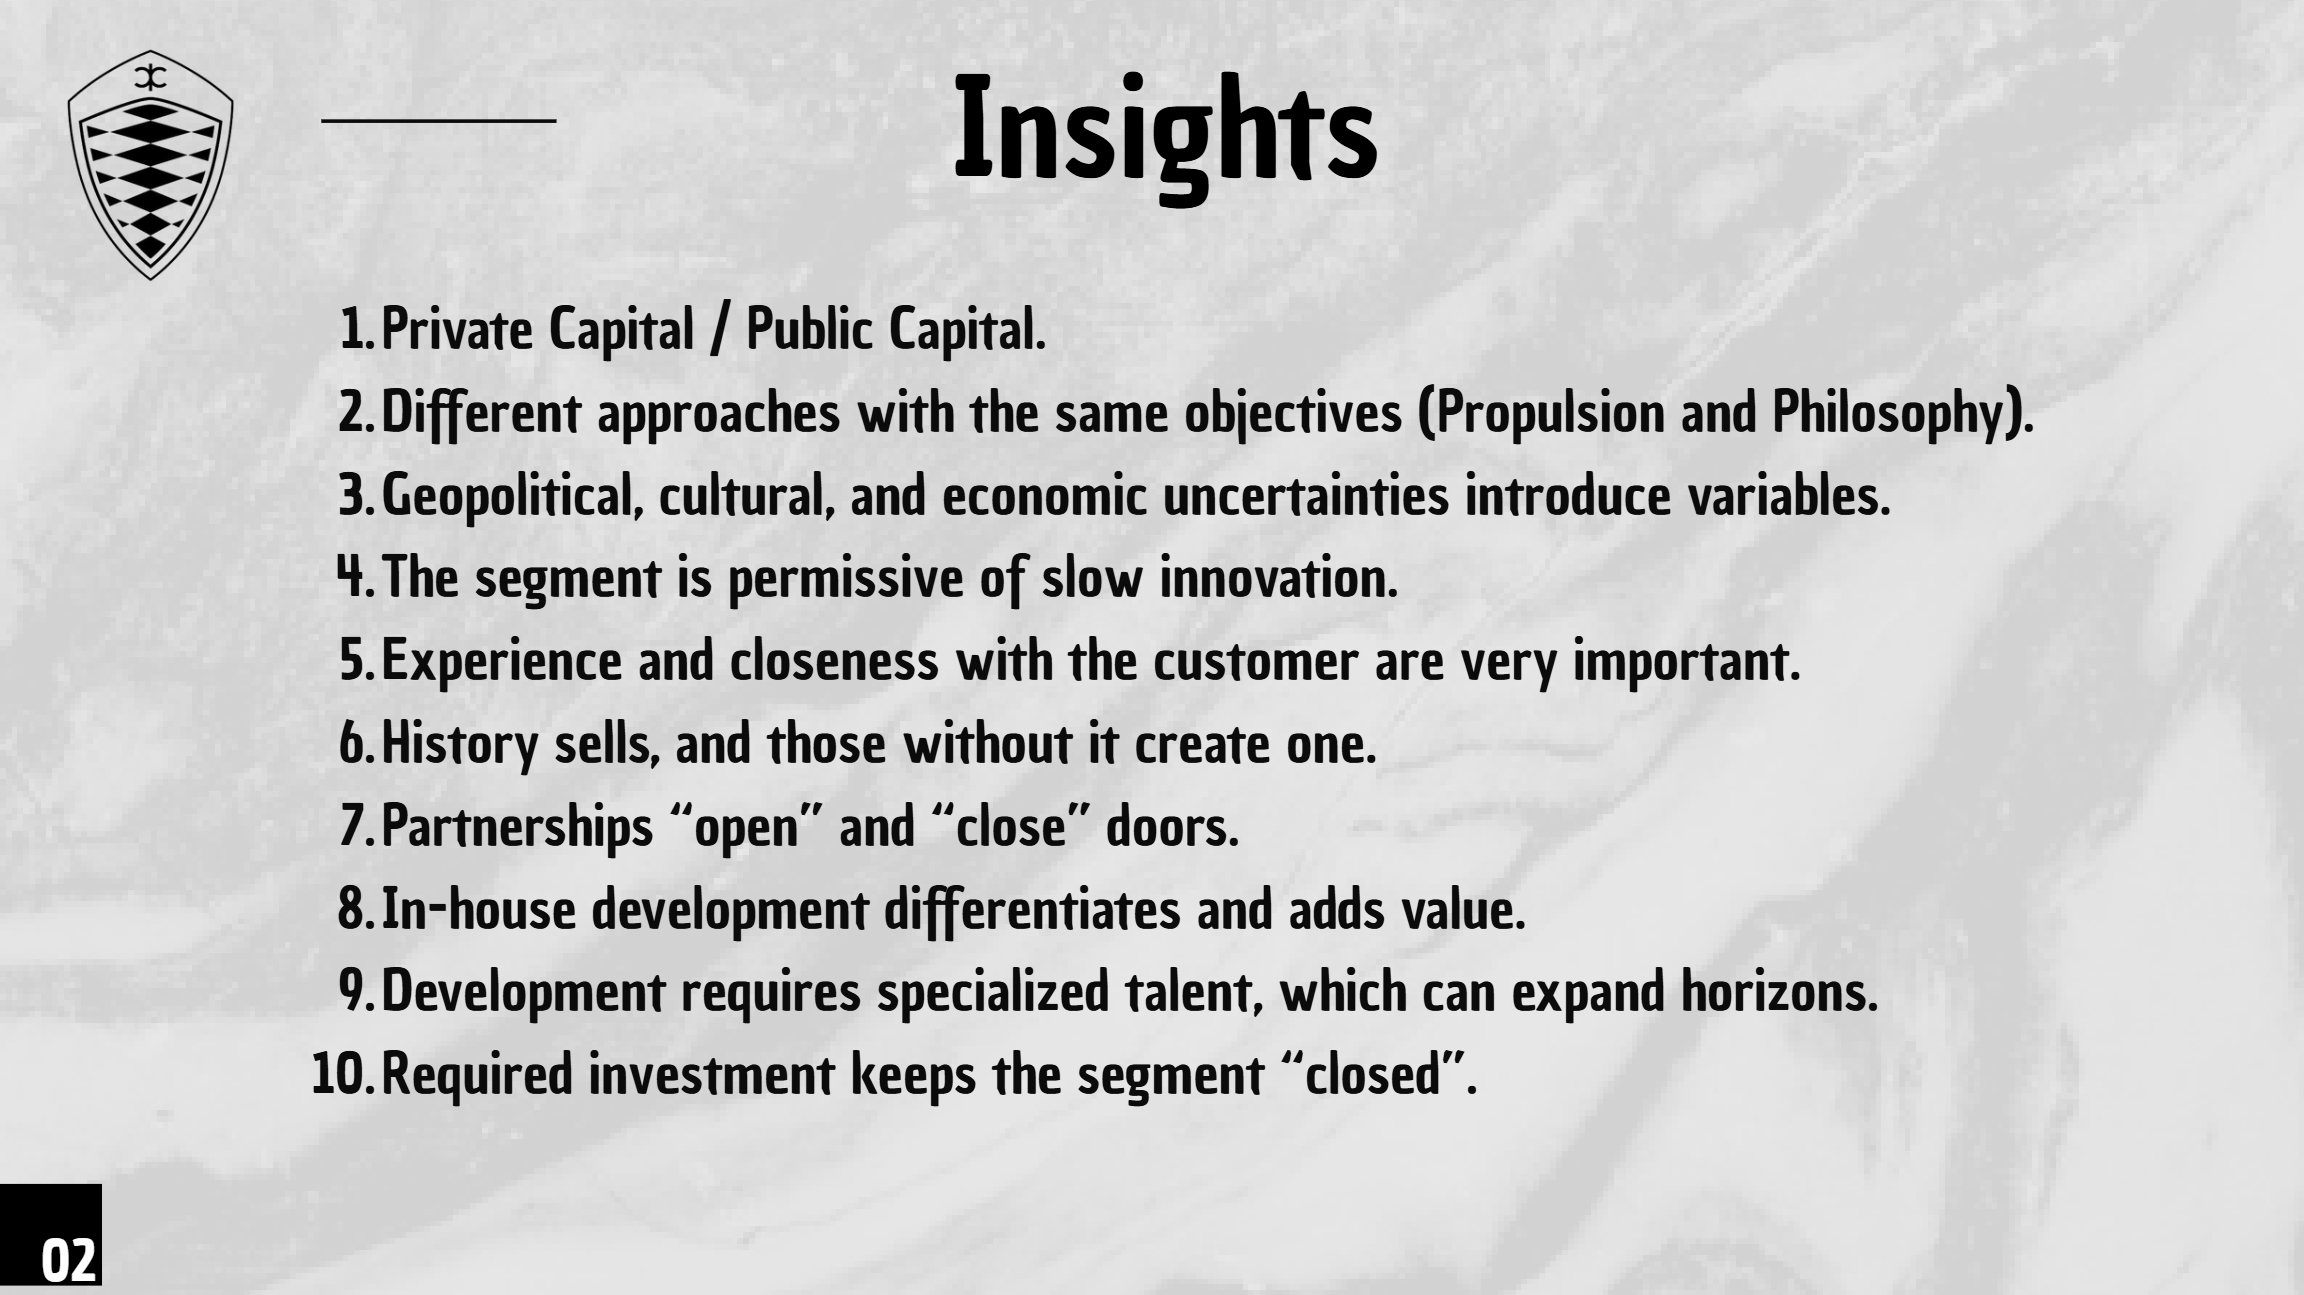 Insights
1. Private Capital / Public Capital.
2. Different approaches with the same objectives (Propulsion and Philosophy).
3. Geopolitical, cultural, and economic uncertainties introduce variables.
4. The segment is permissive of slow innovation.
5. Experience and closeness with the customer are very important.
6. History sells, and those without it create one.
7. Partnerships “open” and “close” doors.
8. In-house development differentiates and adds value.
9. Development requires specialized talent, which can expand horizons.
10. Required investment keeps the segment “closed”.
02